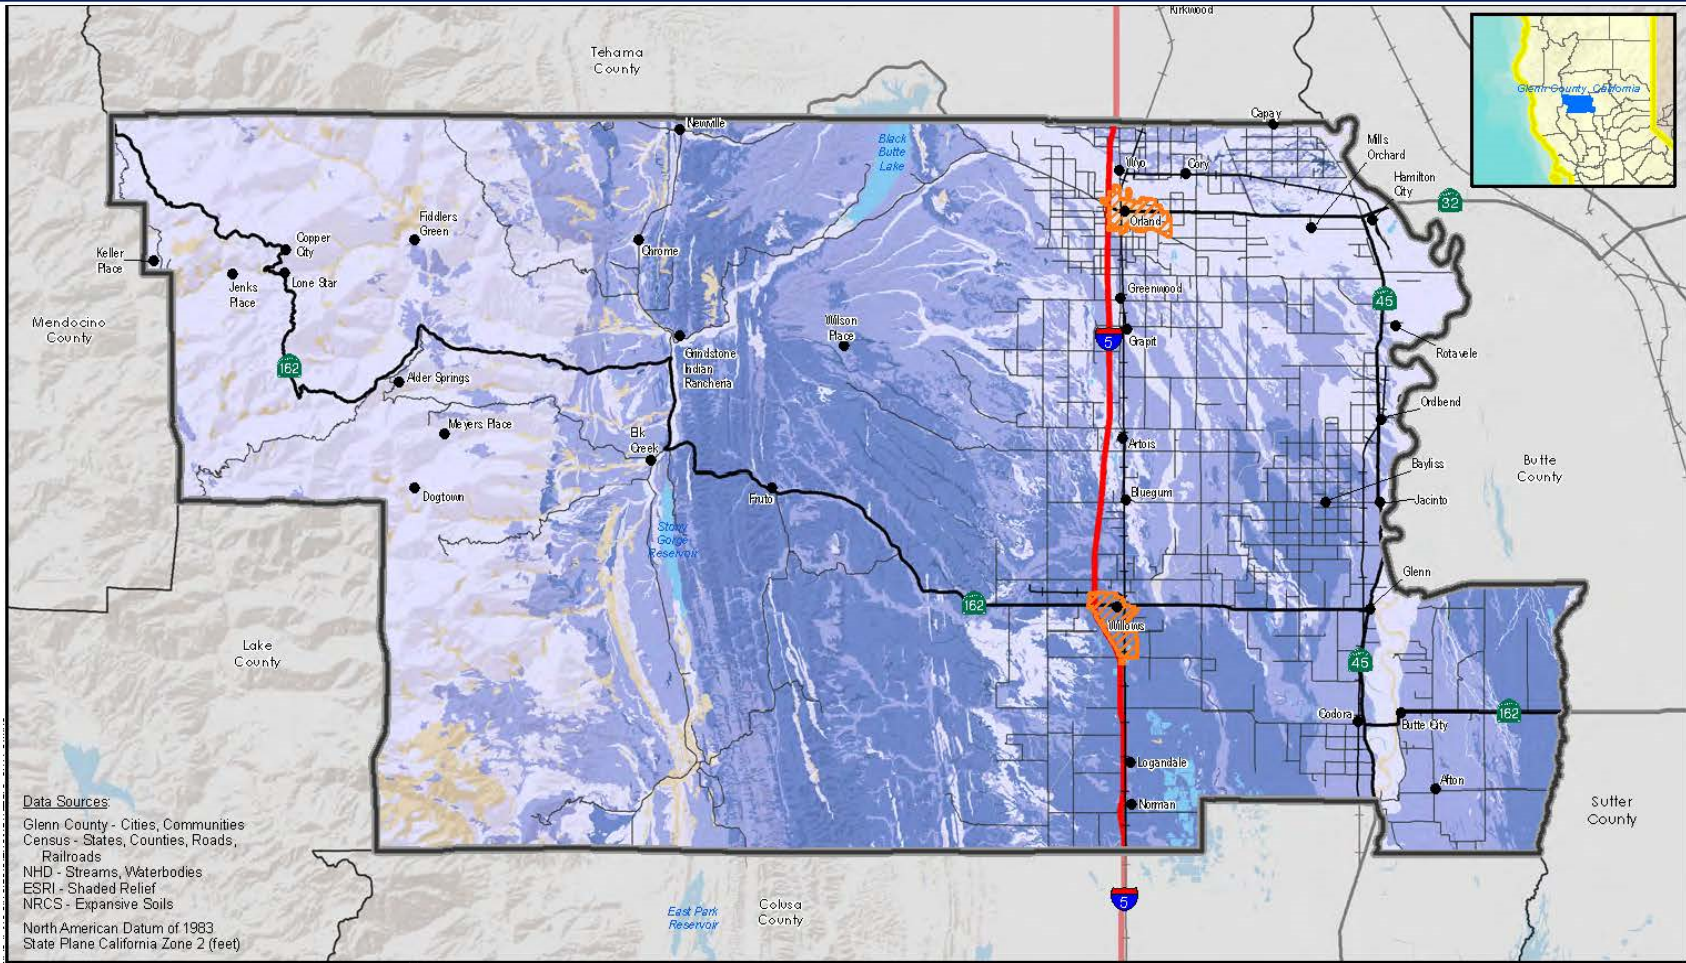 Kirkwood
Tehama
County
Glenn County, California
Newville
Capay
Black
Butte
Lake
Mills
Orchard
Wyo
Cory
Hamilton
City
32
Fiddlers
Green
Orland
Copper
City
Chrome
Keller
Place
Lone Star
Jenks
Place
Greenwood
45
Mendocino
County
Wilson
Place
5
Grapit
Rotavele
Grindstone
Indian
Rancheria
162
Alder Springs
Ordbend
Meyers Place
Elk
Creek
Artois
Bayliss
Butte
County
Dogtown
Fruto
Bluegum
Jacinto
Stony
Gorge
Reservoir
Glenn
162
Willows
Lake
County
45
Codora
Butte City
162
Logandale
Afton
Norman
Sutter
County
Data Sources:
Glenn County - Cities, Communities
Census - States, Counties, Roads,
Railroads
NHD - Streams, Waterbodies
ESRI - Shaded Relief
NRCS - Expansive Soils
North American Datum of 1983
State Plane California Zone 2 (feet)
East Park
Reservoir
Colusa
County
5